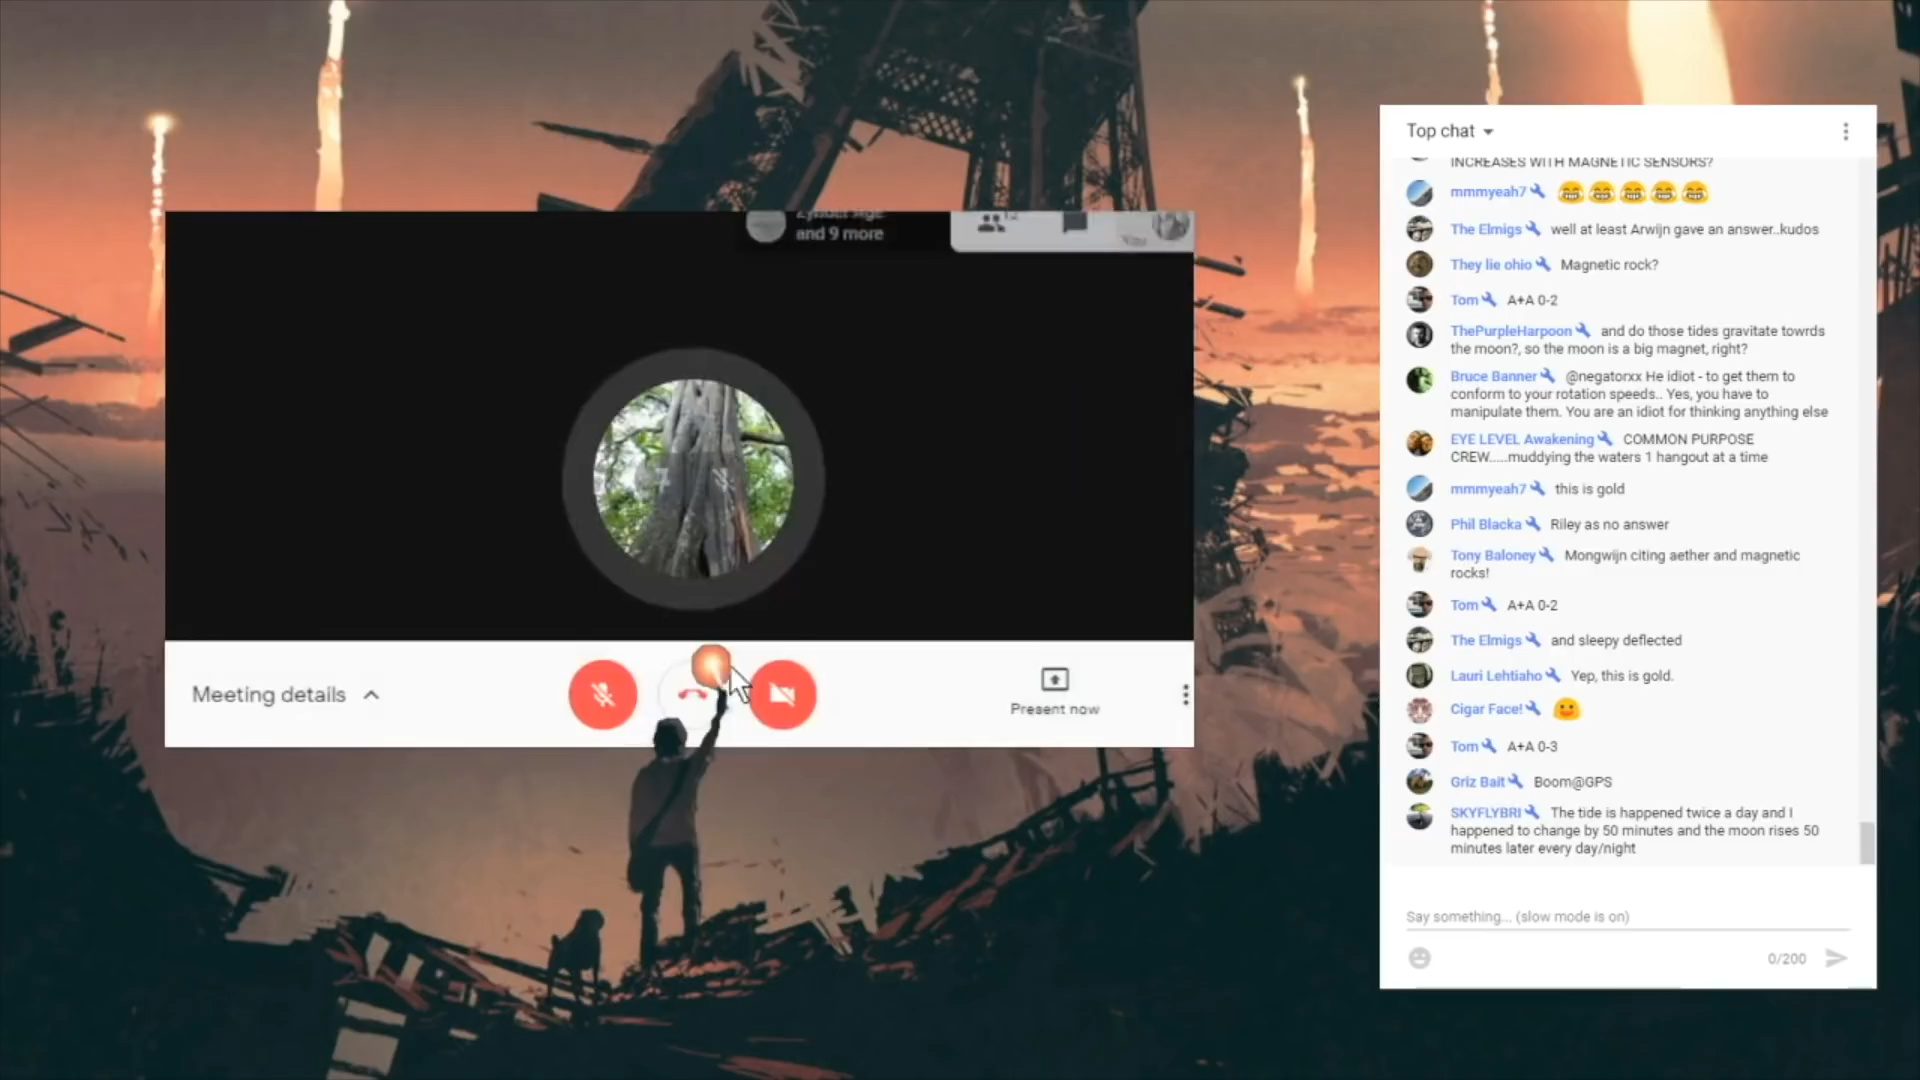 and 9 more
Meeting details
Present now
Top chat
INCREASES WITH MAGNETIC SENSORS?
mmmyeah7
The Elmigs well at least Arwijn gave an answer..kudos
They lie ohio Magnetic rock?
Tom A+A 0-2
ThePurpleHarpoon and do those tides gravitate towrds
the moon?, so the moon is a big magnet, right?
Bruce Banner @negatorxx He idiot - to get them to
conform to your rotation speeds.. Yes, you have to
manipulate them. You are an idiot for thinking anything else
EYE LEVEL Awakening COMMON PURPOSE
CREW.....muddying the waters 1 hangout at a time
mmmyeah7 this is gold
Phil Blacka Riley as no answer
Tony Baloney Mongwijn citing aether and magnetic
rocks!
Tom A+A 0-2
The Elmigs and sleepy deflected
Lauri Lehtiaho Yep, this is gold.
Cigar Face!
Tom A+A 0-3
Griz Bait Boom@GPS
SKYFLYBRI The tide is happened twice a day and I
happened to change by 50 minutes and the moon rises 50
minutes later every day/night
Say something... (slow mode is on)
0/200